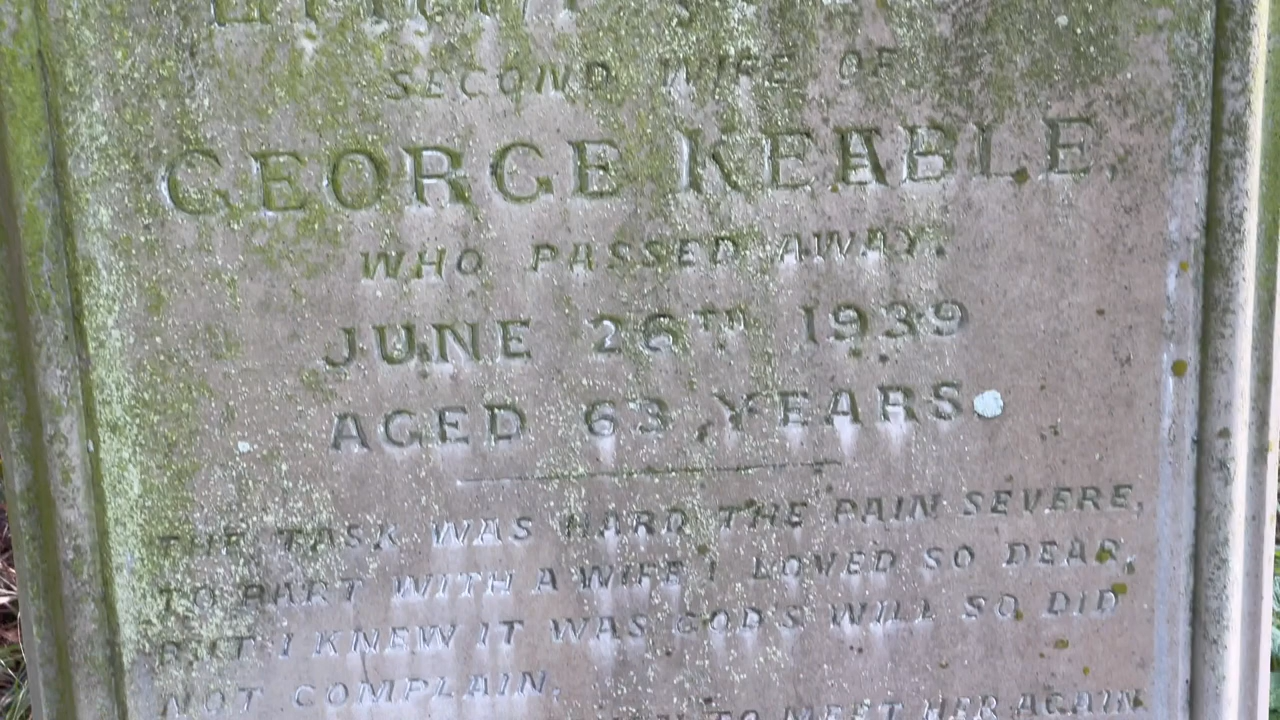 SECOND WIFE OF
GEORGE KEABLE,
WHO PASSED AWAY.
JUNE 26TH 1939
AGED 63 YEARS.
THE TASK WAS HARD THE PAIN SEVERE,
TO PART WITH A WIFE I LOVED SO DEAR,
BUT I KNEW IT WAS GOD'S WILL SO DID
NOT COMPLAIN,
TO MEET HER AGAIN